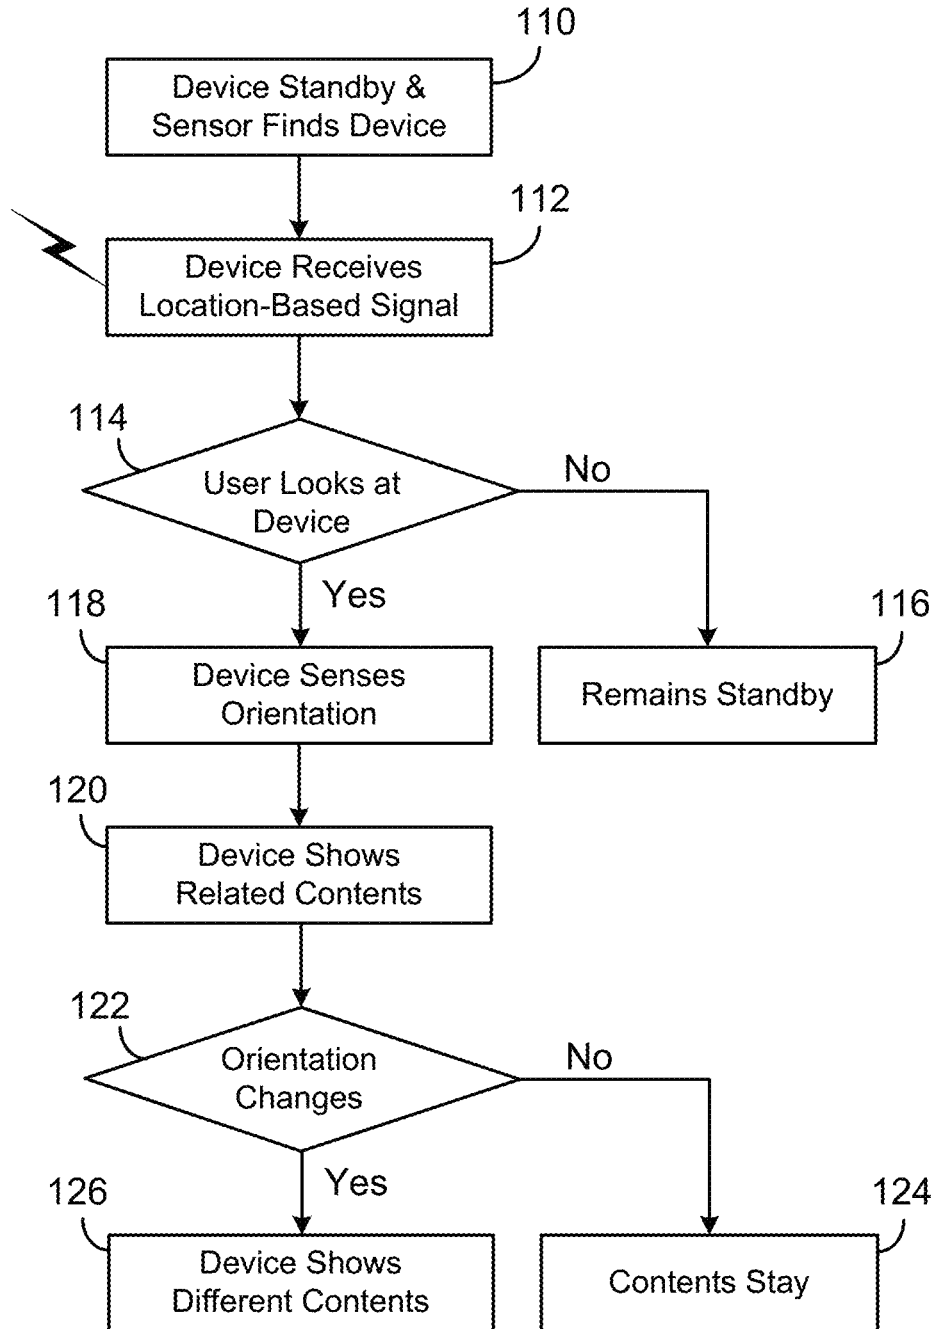 110
Device Standby &
Sensor Finds Device
112
Device Receives
Location-Based Signal
114
User Looks at
Device
No
Yes
118
116
Device Senses
Orientation
Remains Standby
120
Device Shows
Related Contents
122
Orientation
Changes
No
Yes
126
124
Device Shows
Different Contents
Contents Stay